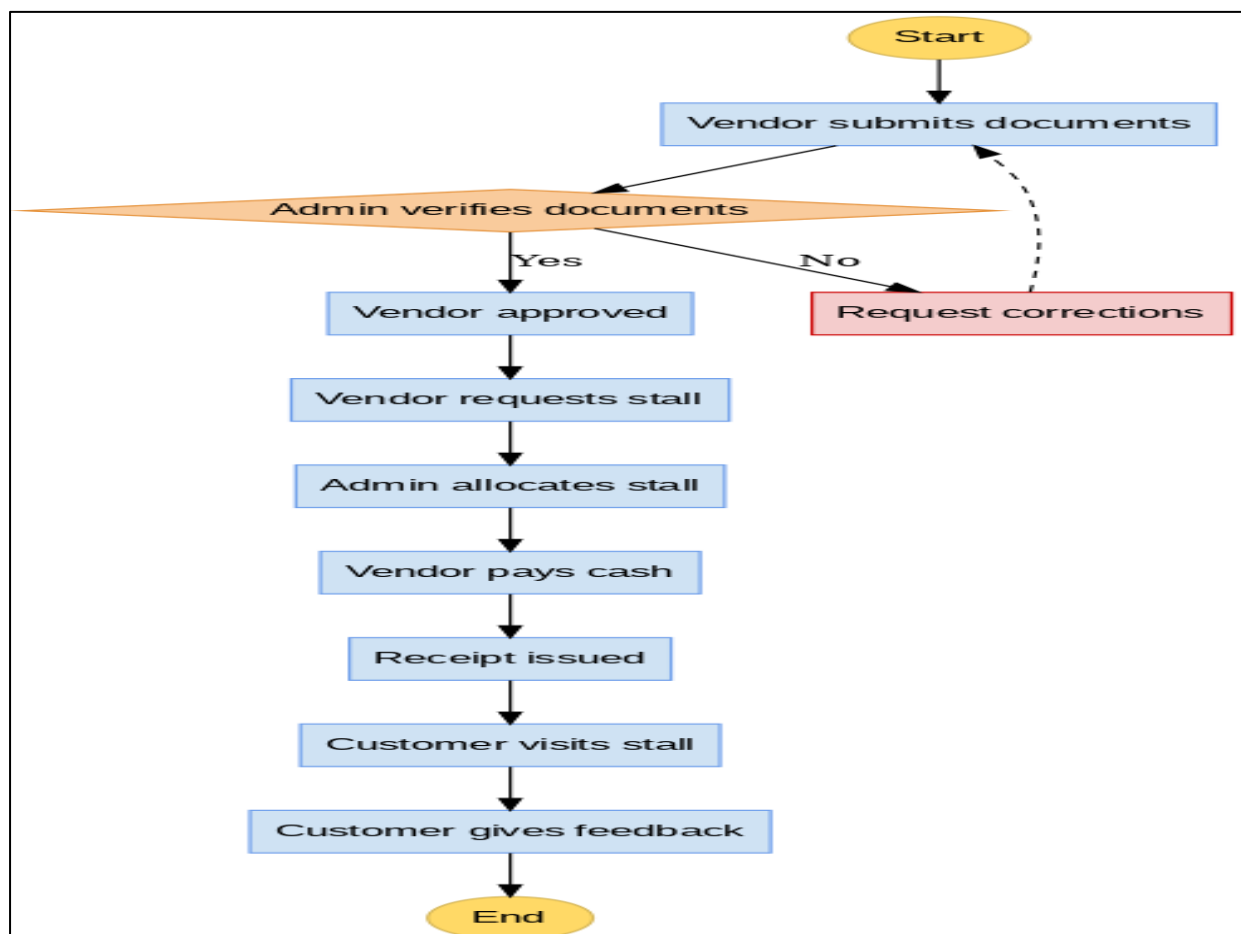 Start
Vendor submits documents
Admin verifies documents
Yes
No
Vendor approved
Request corrections
Vendor requests stall
Admin allocates stall
Vendor pays cash
Receipt issued
Customer visits stall
Customer gives feedback
End